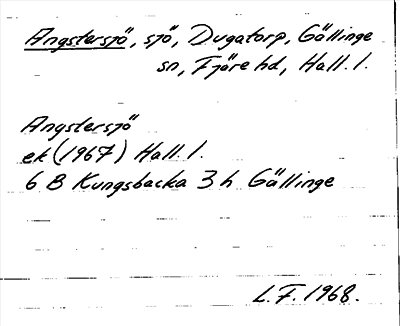 Angstersjö, sjö, Dugatorp, Gällinge
sn, Fjäre hd, Hall. l.
Angstersjö
ek (1967) Hall. l.
6 B Kungsbacka 3 h Gällinge
L. F. 1968.